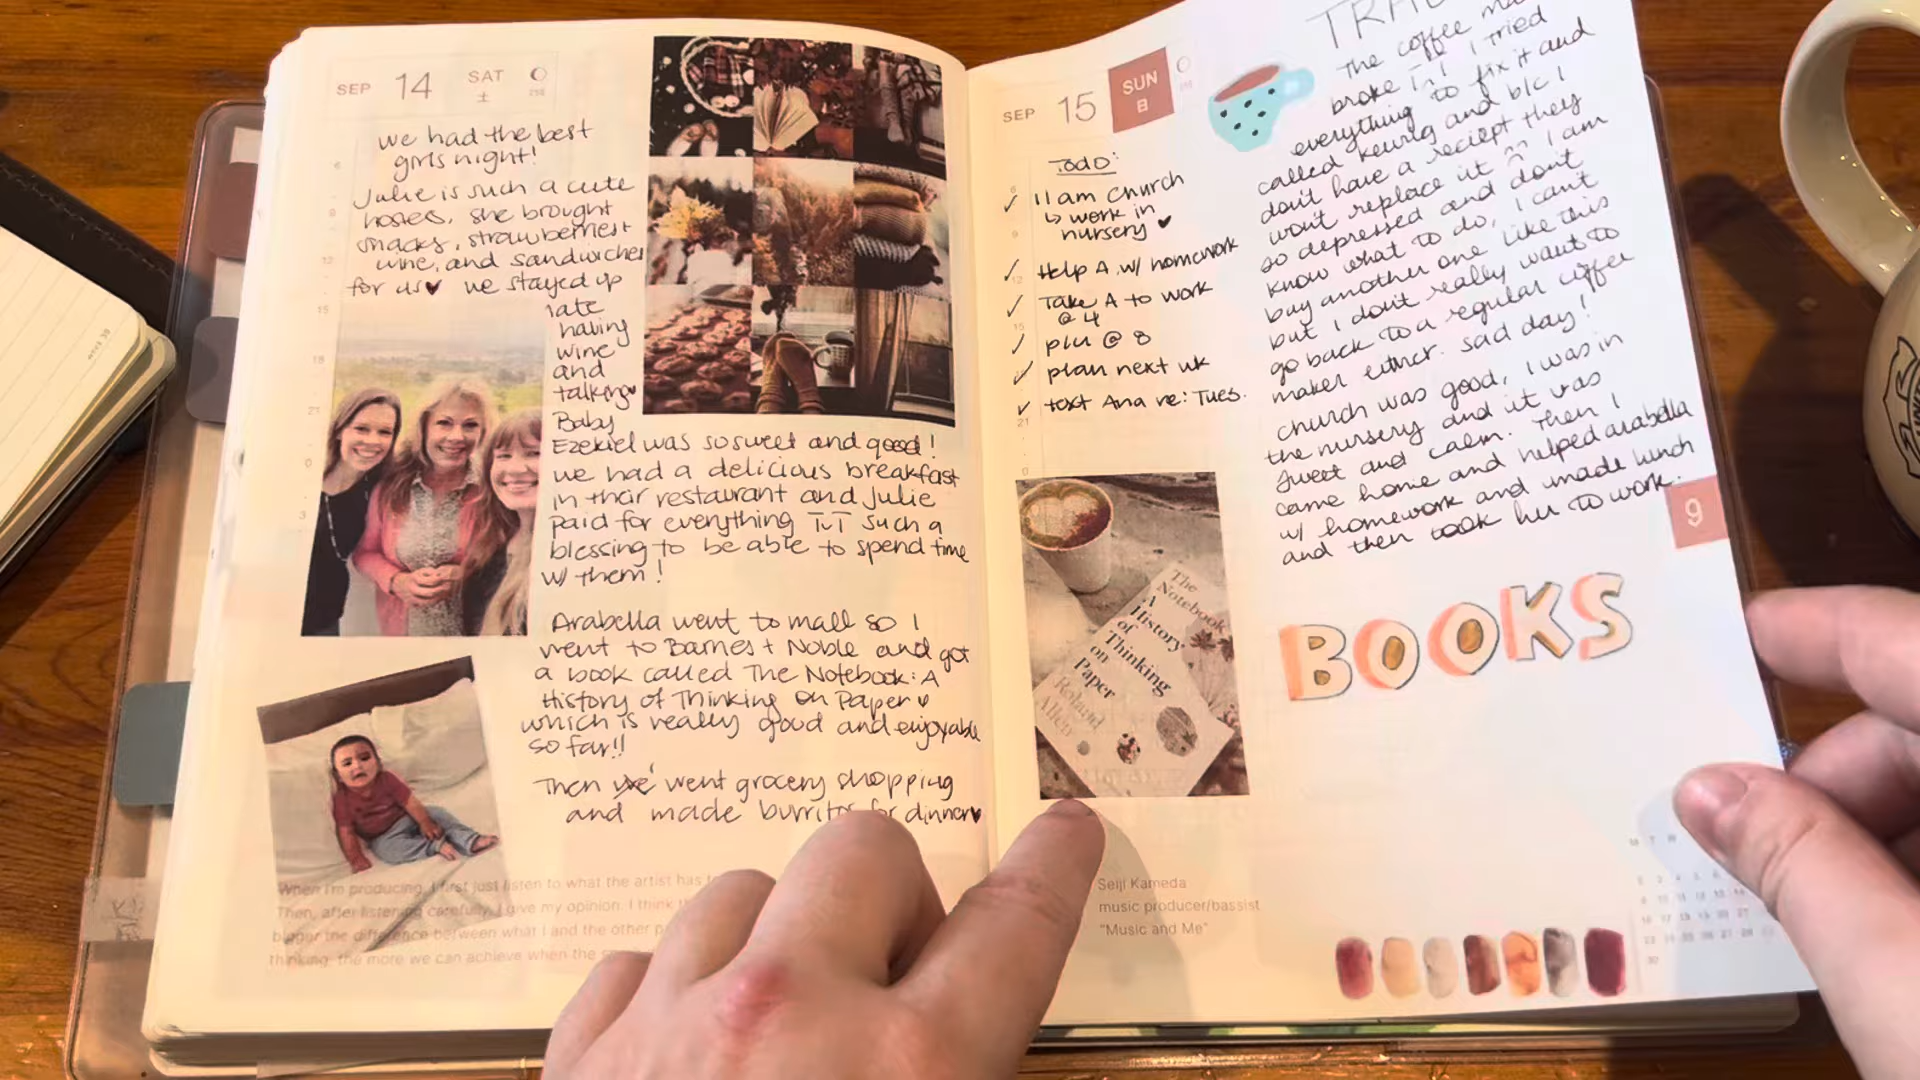 SEP 14 SAT
we had the best
girls night!
Julie is such a cute
hostess, she brought
snacks, strawberries +
wine, and sandwiches
for us♥ we stayed up
late
having
wine
and
talking♥
Baby
Ezekiel was so sweet and good!
we had a delicious breakfast
in their restaurant and Julie
paid for everything TvT such a
blessing to be able to spend time
w/ them!
Arabella went to mall so I
went to Barnes + Noble and got
a book called The Notebook: A
History of Thinking on Paper
which is really good and enjoyable
so far!!
Then we went grocery shopping
and made burritos for dinner♥
When I'm producing, I first just listen to what the artist has
Then, after listening carefully, I give my opinion. I think
bigger the difference between what I and the other
thinking, the more we can achieve when the
SEP 15 SUN
8
Todo:
✓ 11 am Church
↳ work in
nursery ♥
✓ Help A w/ homework
✓ Take A to work
@ 4
✓ plu @ 8
✓ plan next wk
✓ text Ana re: Tues.
The
Notebook
A
History
of
Thinking
on
Paper
Roland
Allen
Seiji Kameda
music producer/bassist
"Music and Me"
The coffee
broke I tried
everything to fix it and
called keurig and b/c I
don't have a reciept they
won't replace it I am
so depressed and don't
know what to do, I can't
buy another one like this
but I don't really want to
go back to a regular coffee
maker either. sad day!
church was good, I was in
the nursery and it was
sweet and calm. Then I
came home and helped arabella
w/ homework and made lunch
and then took her to work.
9
BOOKS